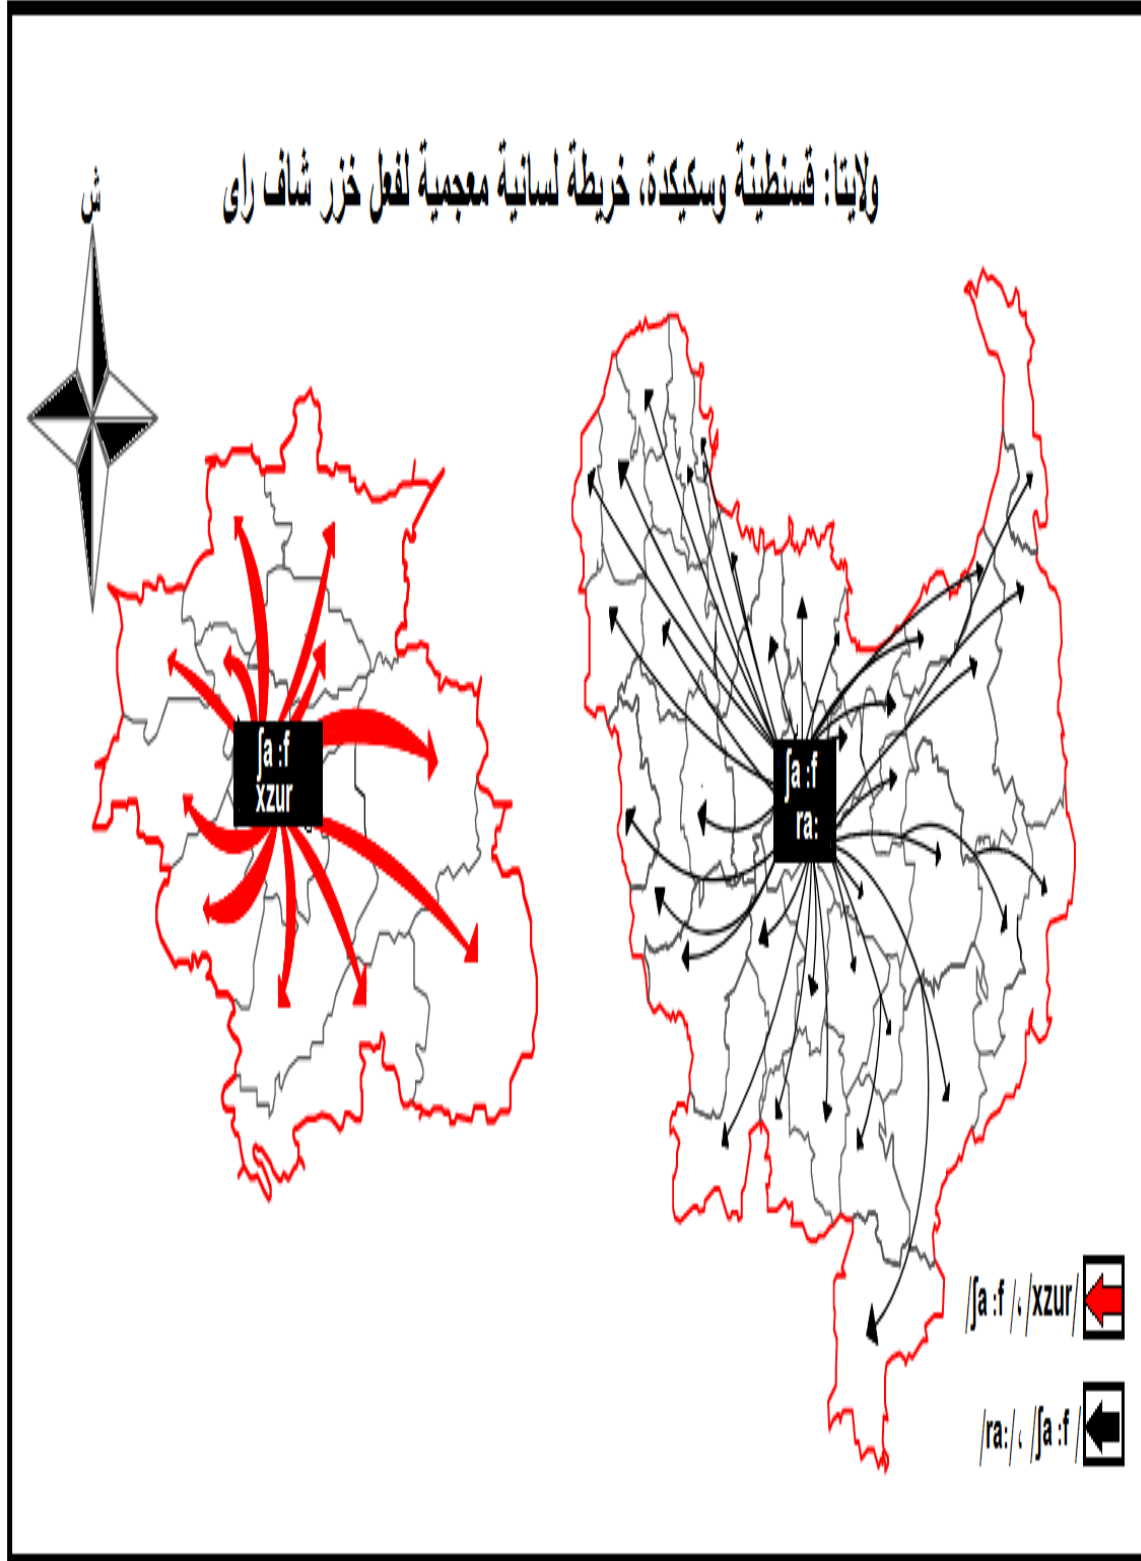 ولايتا: قسنطينة وسكيكدة، خريطة لسانية معجمية لفعل خزر شاف راى
ش
ʃa :f
xzur
ʃa :f
ra:
/ʃa :f /، /xzur/
/ra:/، /ʃa :f /